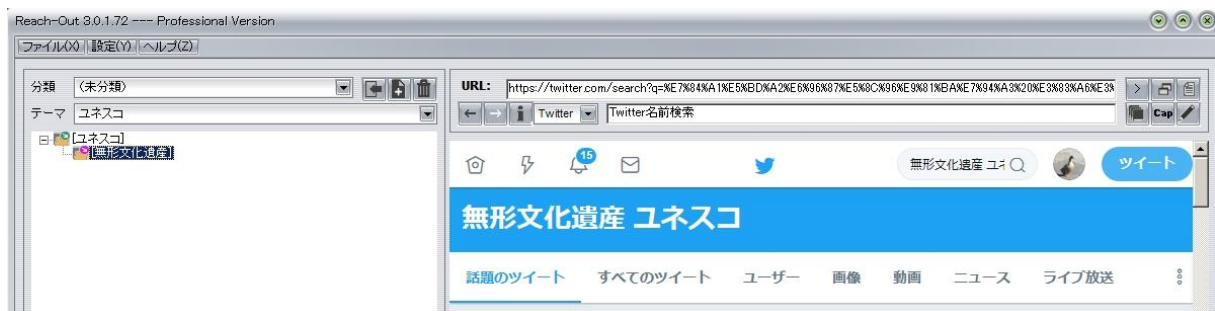 Reach-Out 3.0.1.72 --- Professional Version
ファイル(X) 設定(Y) ヘルプ(Z)
分類 (未分類)
テーマ ユネスコ
[ユネスコ]
[無形文化遺産]
URL: https://twitter.com/search?q=%E7%84%A1%E5%BD%A2%E6%96%87%E5%8C%96%E9%81%BA%E7%94%A3%20%E3%83%A6%E3%
Cap
Twitter Twitter名前検索
15
無形文化遺産 ユネ
ツイート
無形文化遺産 ユネスコ
話題のツイート すべてのツイート ユーザー 画像 動画 ニュース ライブ放送